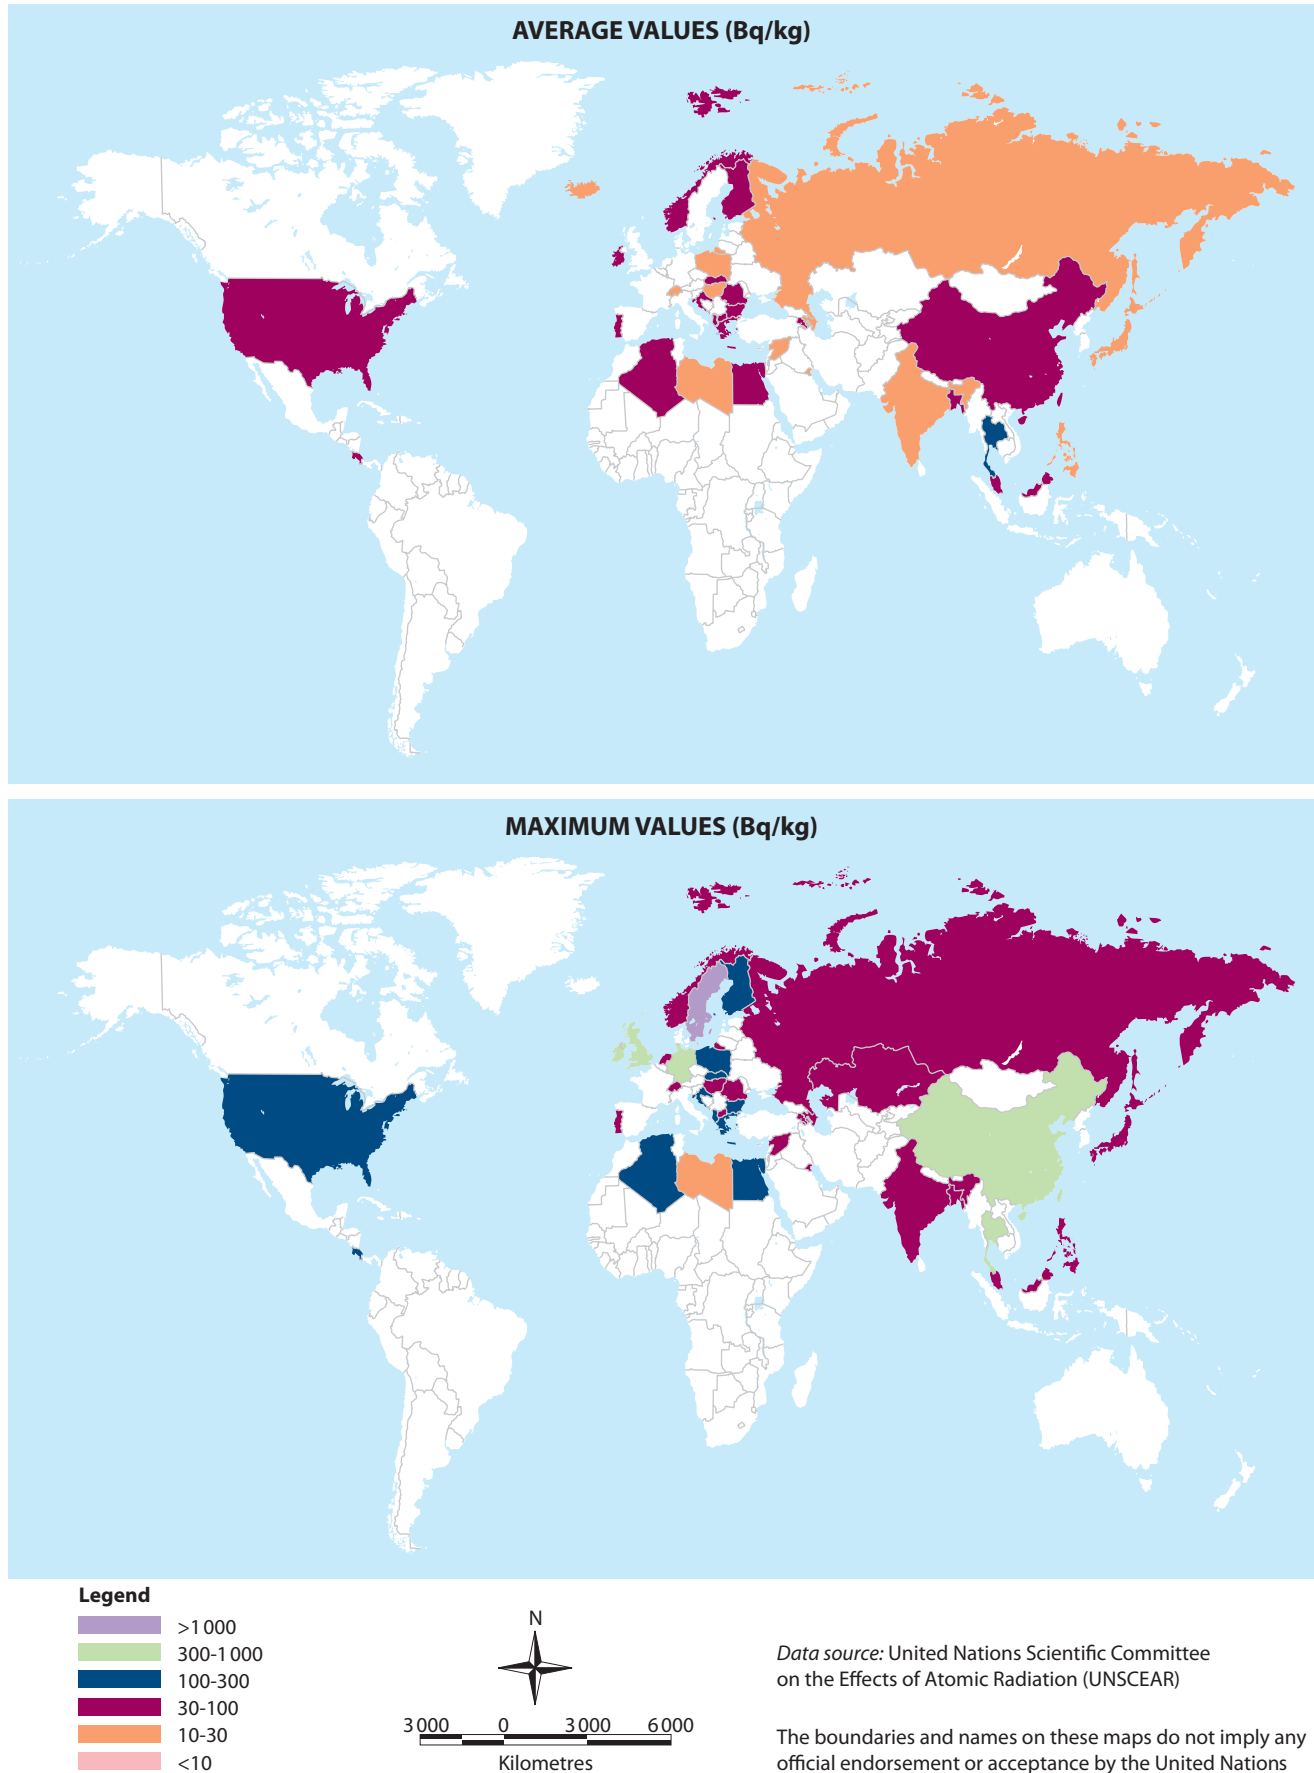 AVERAGE VALUES (Bq/kg)
MAXIMUM VALUES (Bq/kg)
Legend
>1 000
300-1 000
100-300
30-100
10-30
<10
N
3 000 0 3 000 6 000
Kilometres
Data source: United Nations Scientific Committee
on the Effects of Atomic Radiation (UNSCEAR)
The boundaries and names on these maps do not imply any
official endorsement or acceptance by the United Nations